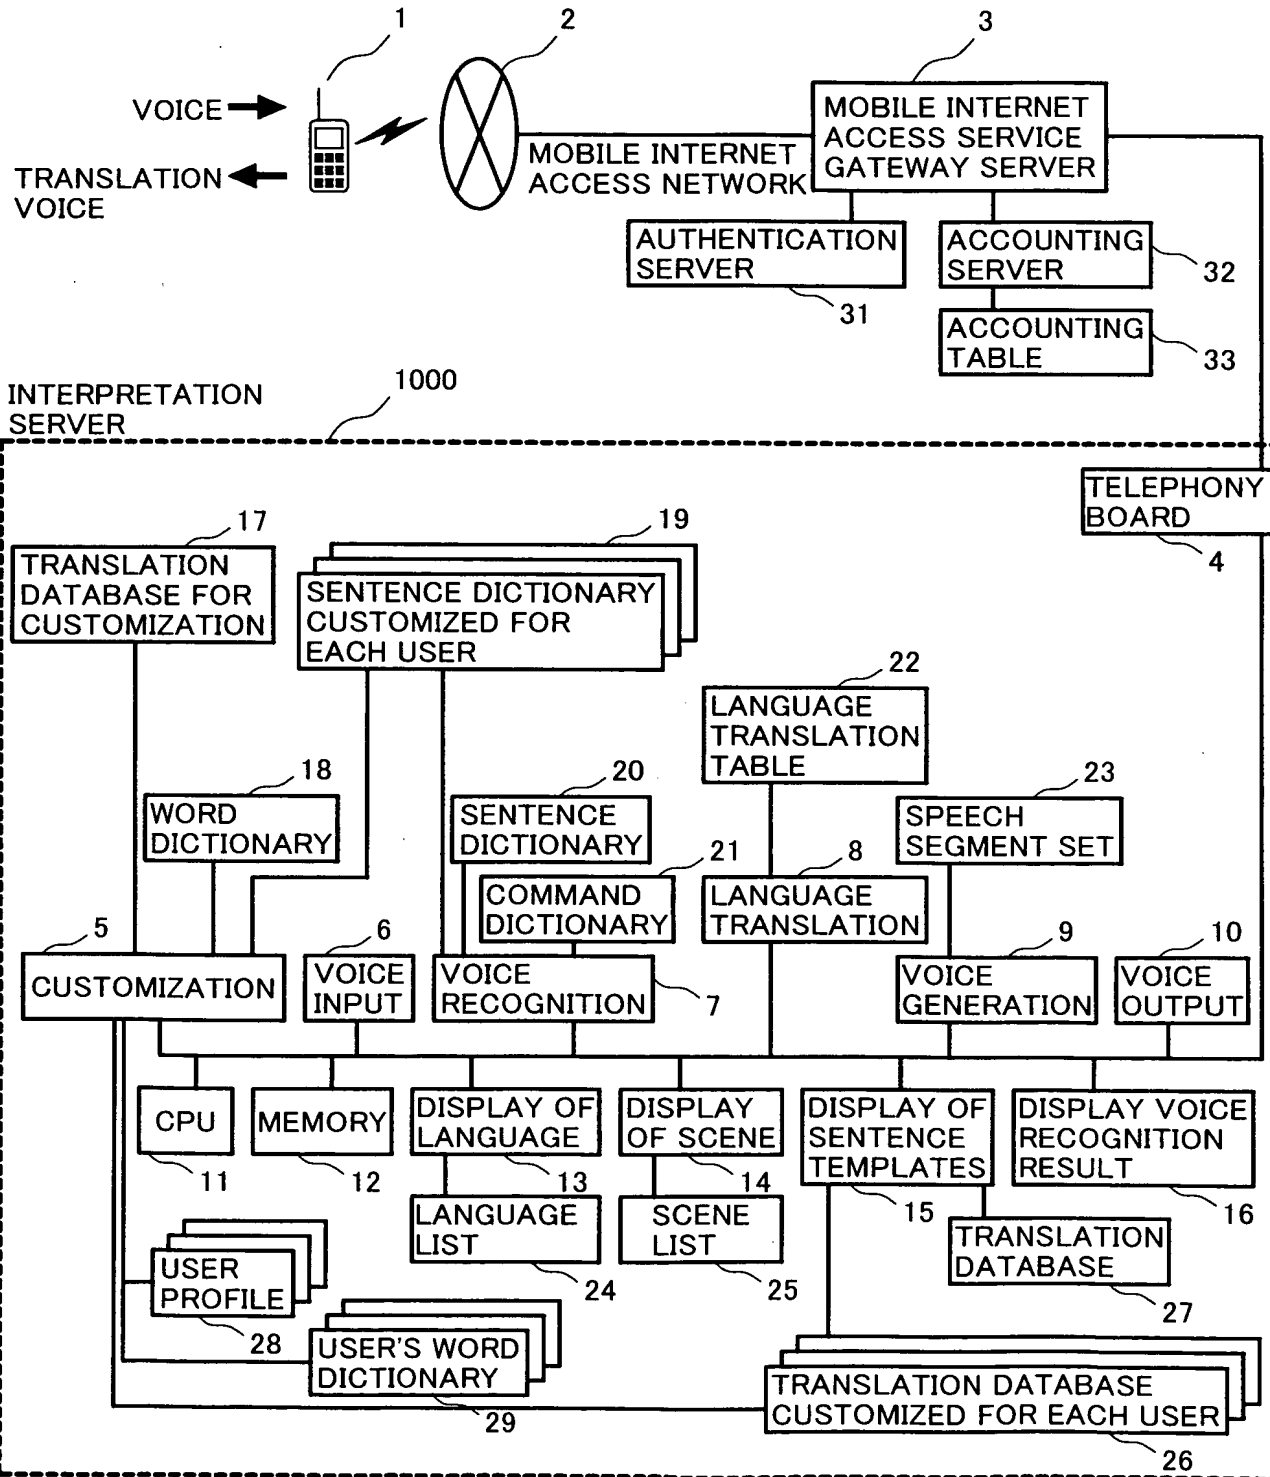 1
2
3
VOICE
TRANSLATION
VOICE
MOBILE INTERNET
ACCESS NETWORK
MOBILE INTERNET
ACCESS SERVICE
GATEWAY SERVER
AUTHENTICATION
SERVER
31
ACCOUNTING
SERVER
32
ACCOUNTING
TABLE
33
INTERPRETATION
SERVER
1000
TELEPHONY
BOARD
4
17
TRANSLATION
DATABASE FOR
CUSTOMIZATION
19
SENTENCE DICTIONARY
CUSTOMIZED FOR
EACH USER
22
LANGUAGE
TRANSLATION
TABLE
18
WORD
DICTIONARY
20
SENTENCE
DICTIONARY
23
SPEECH
SEGMENT SET
21
COMMAND
DICTIONARY
8
LANGUAGE
TRANSLATION
5
CUSTOMIZATION
6
VOICE
INPUT
VOICE
RECOGNITION
7
9
VOICE
GENERATION
10
VOICE
OUTPUT
CPU
11
MEMORY
12
DISPLAY OF
LANGUAGE
13
DISPLAY
OF SCENE
14
DISPLAY OF
SENTENCE
TEMPLATES
15
DISPLAY VOICE
RECOGNITION
RESULT
16
LANGUAGE
LIST
24
SCENE
LIST
25
TRANSLATION
DATABASE
27
USER
PROFILE
28
USER'S WORD
DICTIONARY
29
TRANSLATION DATABASE
CUSTOMIZED FOR EACH USER
26